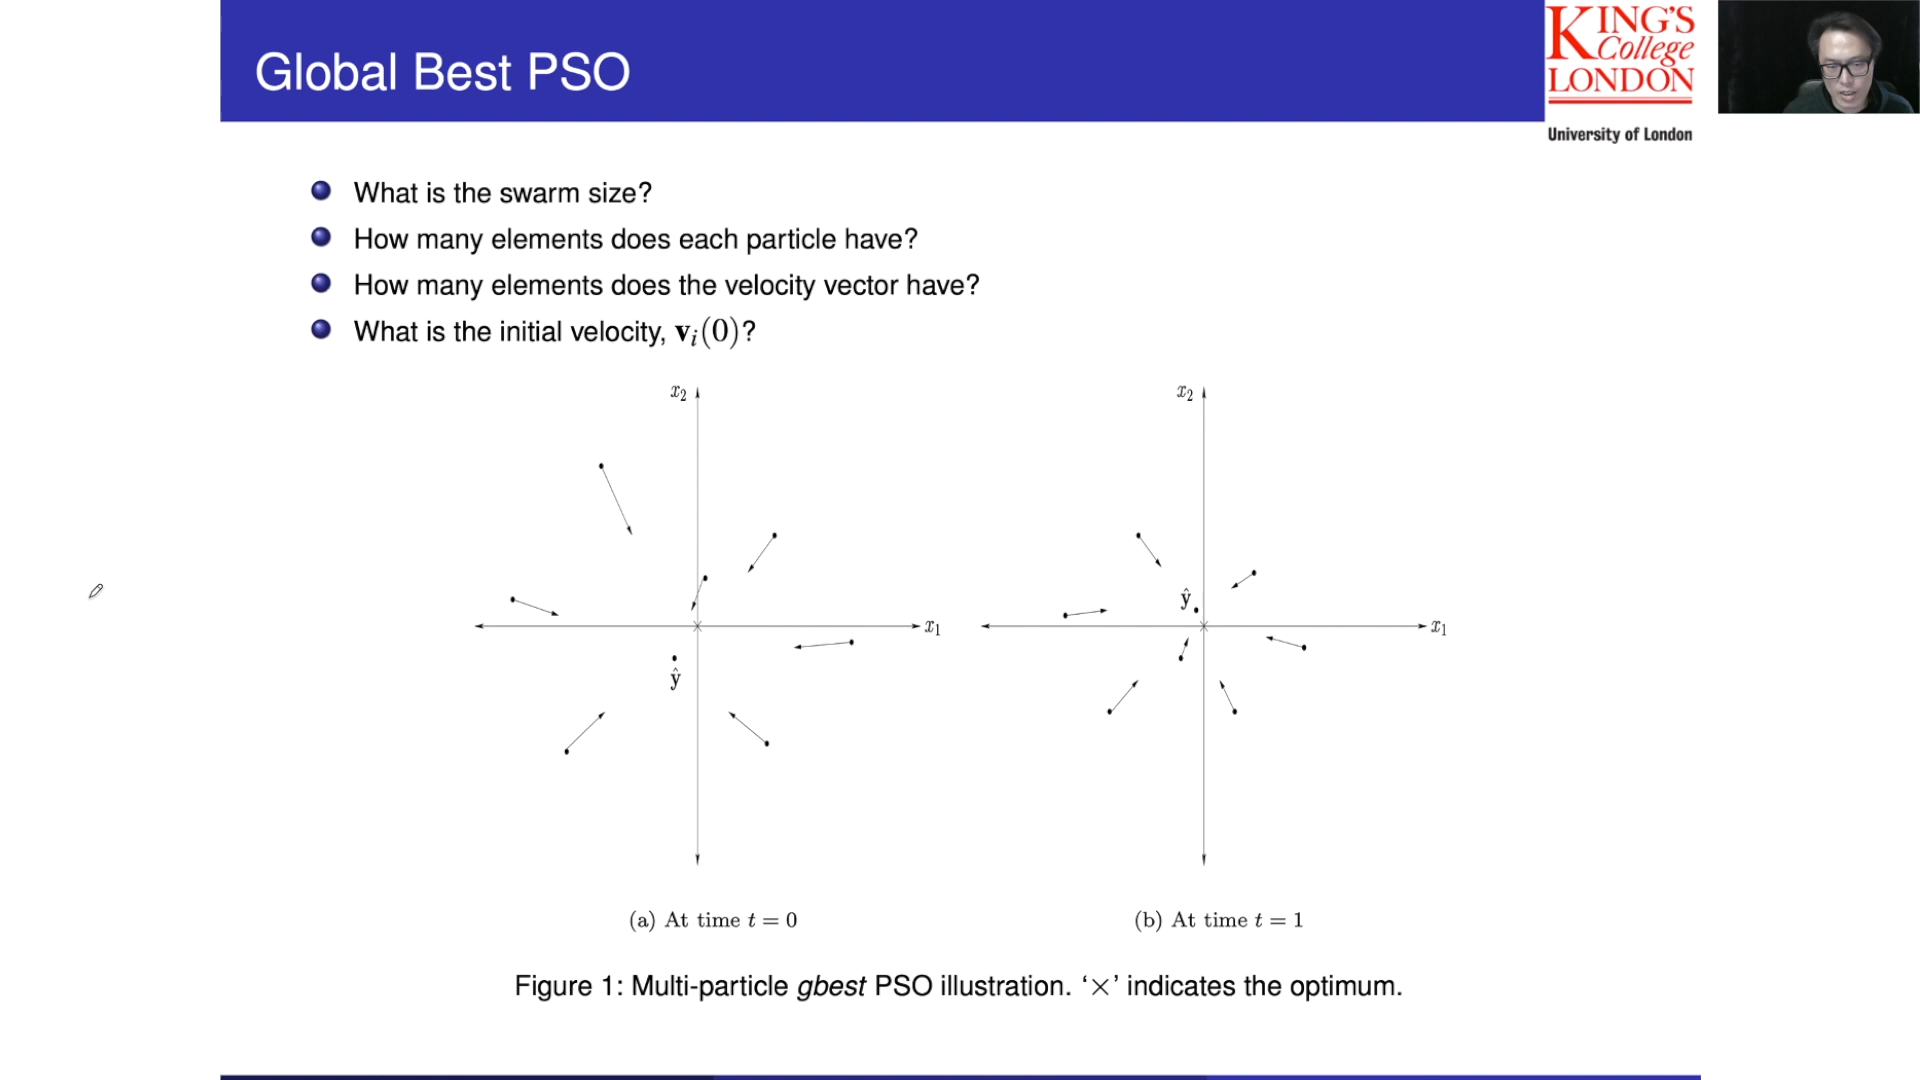 Global Best PSO
KING'S
College
LONDON
University of London
What is the swarm size?
How many elements does each particle have?
How many elements does the velocity vector have?
What is the initial velocity, 𝐯ᵢ(0)?
x₂
x₁
ŷ
(a) At time t = 0
x₂
ŷ
x₁
(b) At time t = 1
Figure 1: Multi-particle gbest PSO illustration. ‘×’ indicates the optimum.